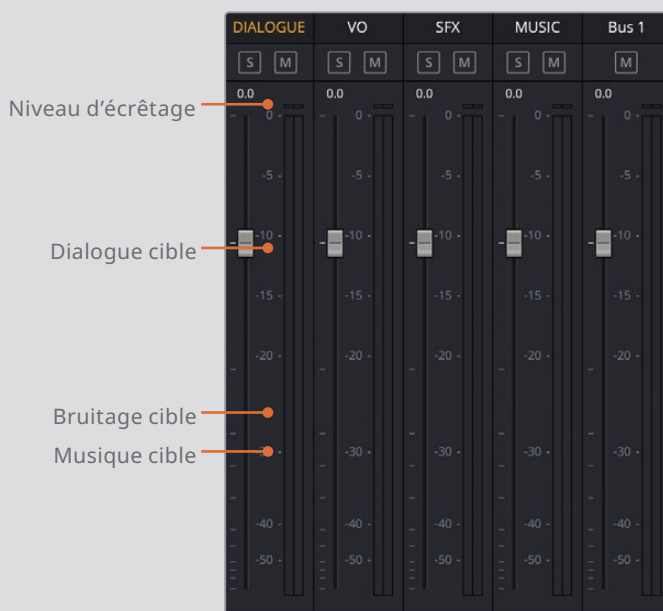 DIALOGUE VO SFX MUSIC Bus 1
S M S M S M S M M
0.0 0.0 0.0 0.0 0.0
Niveau d’écrêtage
0 0 0 0 0
-5 -5 -5 -5 -5
-10 -10 -10 -10 -10
Dialogue cible
-15 -15 -15 -15 -15
-20 -20 -20 -20 -20
Bruitage cible
Musique cible
-30 -30 -30 -30 -30
-40 -40 -40 -40 -40
-50 -50 -50 -50 -50